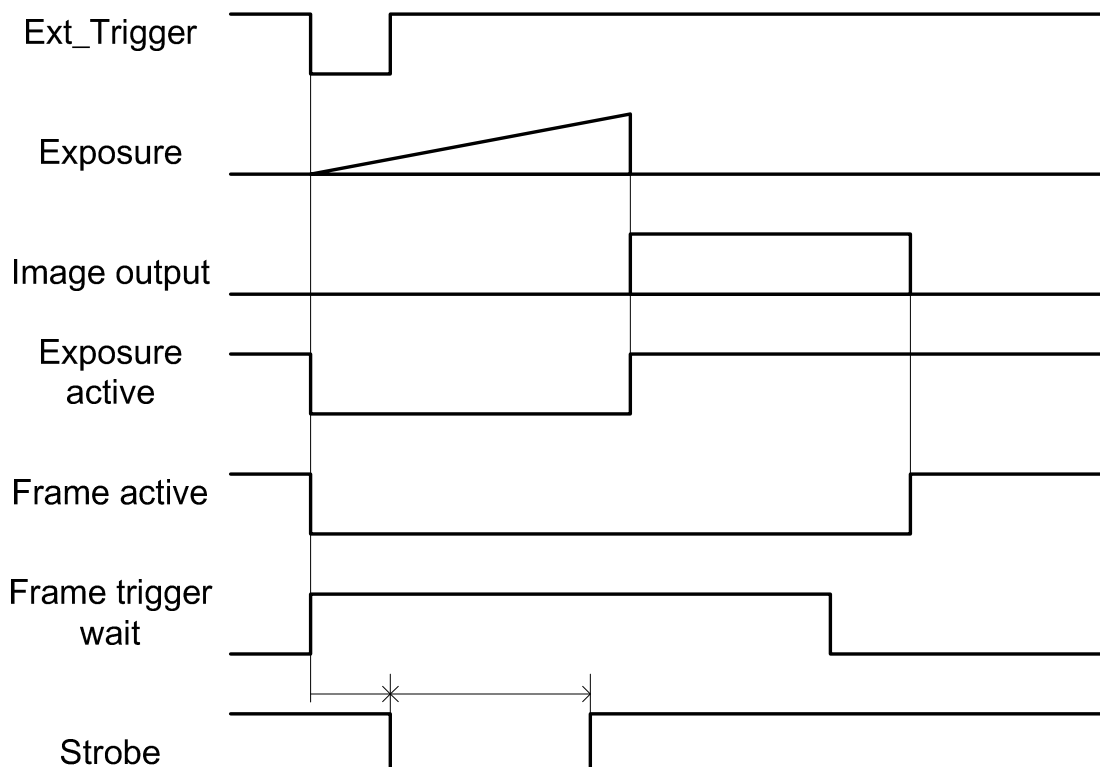 Ext_Trigger
Exposure
Image output
Exposure
active
Frame active
Frame trigger
wait
Strobe